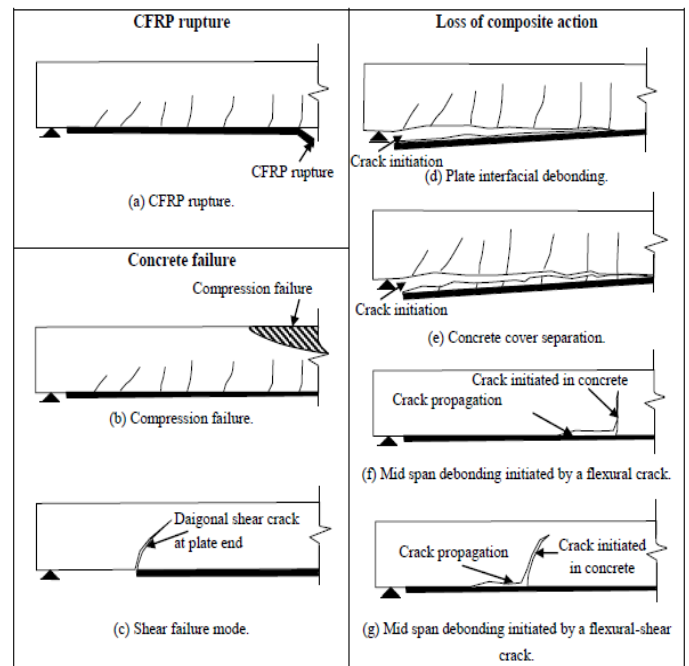 CFRP rupture
CFRP rupture
(a) CFRP rupture.
Concrete failure
Compression failure
(b) Compression failure.
Daigonal shear crack
at plate end
(c) Shear failure mode.
Loss of composite action
Crack initiation
(d) Plate interfacial debonding.
Crack initiation
(e) Concrete cover separation.
Crack initiated in concrete
Crack propagation
(f) Mid span debonding initiated by a flexural crack.
Crack propagation
Crack initiated
in concrete
(g) Mid span debonding initiated by a flexural-shear
crack.